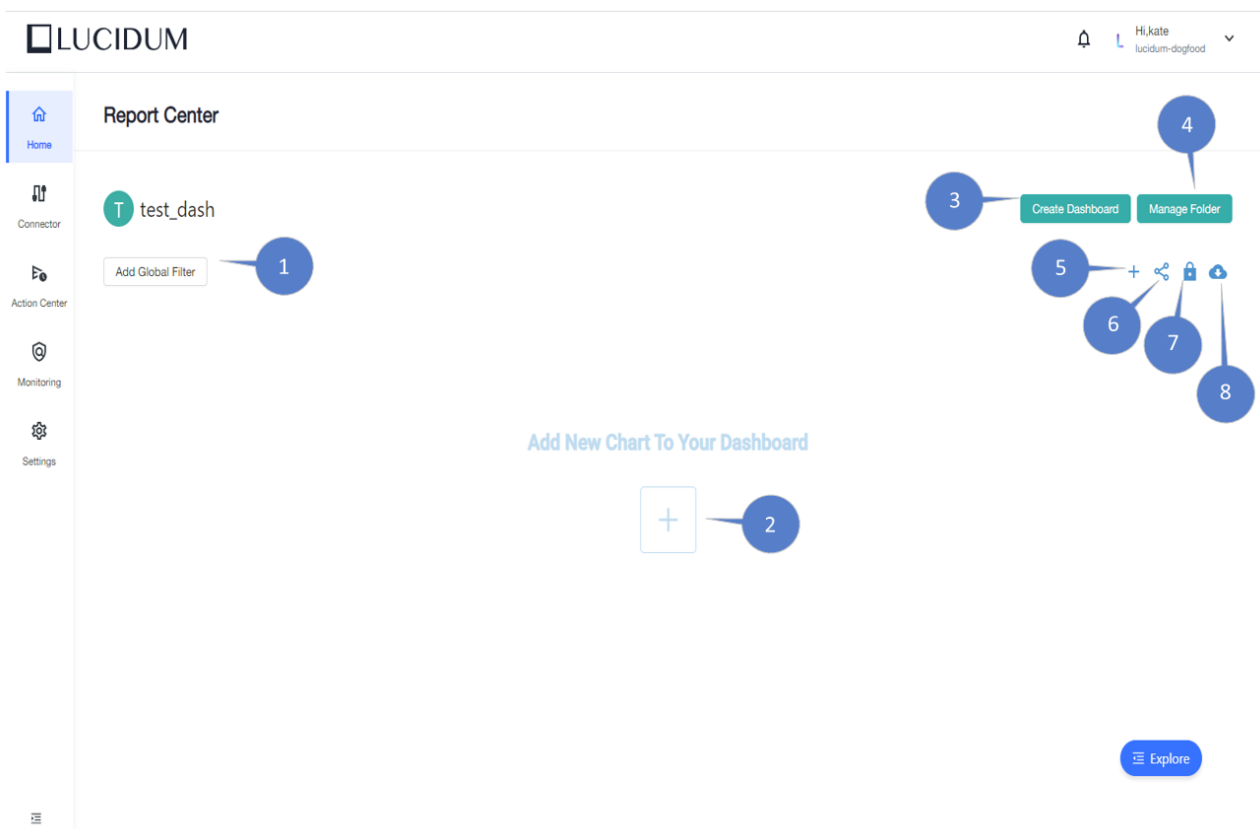 LUCIDUM
Hi,kate
lucidum-dogfood
Home
Report Center
4
Connector
T test_dash
3
Create Dashboard
Manage Folder
Add Global Filter
1
5
Action Center
6
7
Monitoring
8
Settings
Add New Chart To Your Dashboard
+
2
Explore